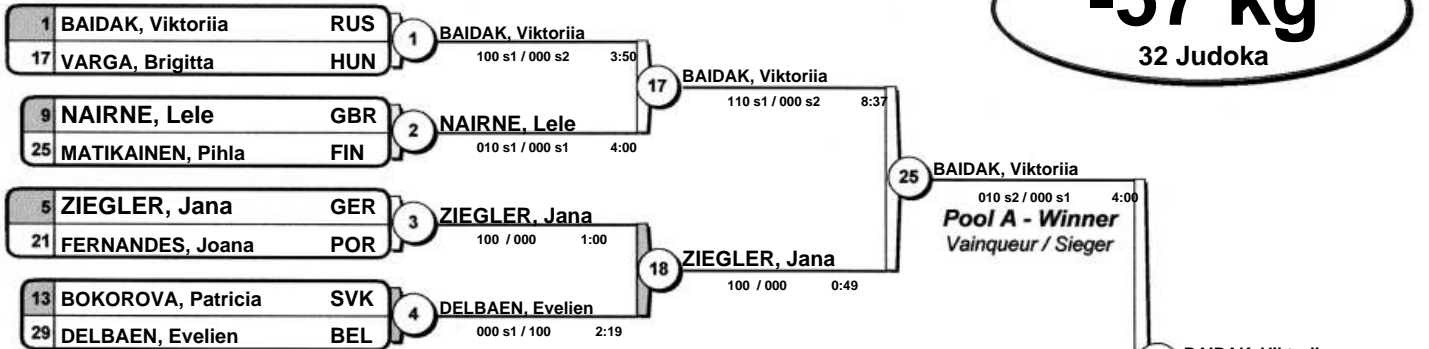 -57 kg
32 Judoka
1 BAIDAK, Viktoriia RUS
17 VARGA, Brigitta HUN
1
BAIDAK, Viktoriia
100 s1 / 000 s2 3:50
9 NAIRNE, Lele GBR
25 MATIKAINEN, Pihla FIN
2
NAIRNE, Lele
010 s1 / 000 s1 4:00
17
BAIDAK, Viktoriia
110 s1 / 000 s2 8:37
5 ZIEGLER, Jana GER
21 FERNANDES, Joana POR
3
ZIEGLER, Jana
100 / 000 1:00
13 BOKOROVA, Patricia SVK
29 DELBAEN, Evelien BEL
4
DELBAEN, Evelien
000 s1 / 100 2:19
18
ZIEGLER, Jana
100 / 000 0:49
25
BAIDAK, Viktoriia
010 s2 / 000 s1 4:00
Pool A - Winner
Vainqueur / Sieger